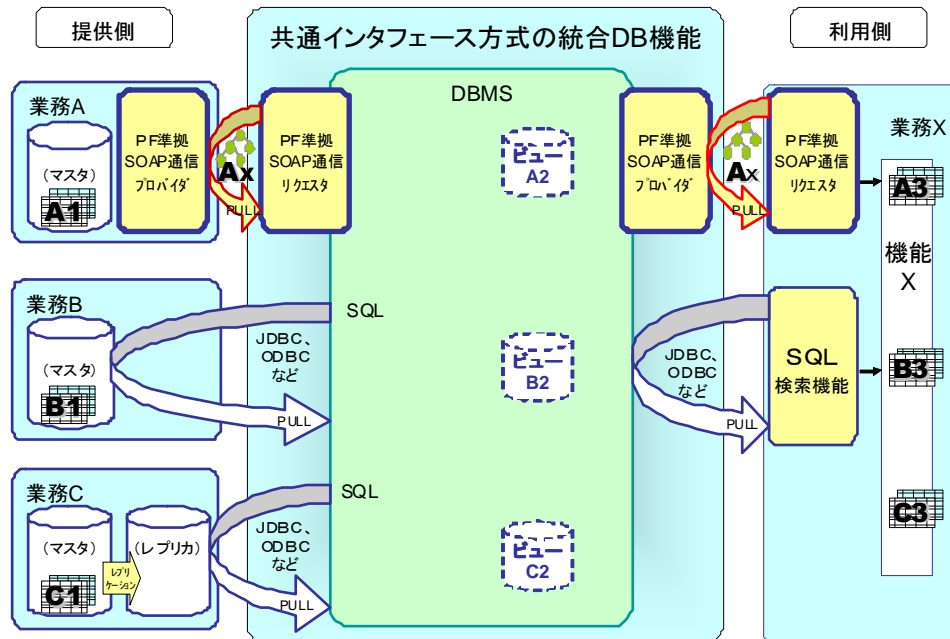 提供側
共通インタフェース方式の統合DB機能
利用側
業務A
(マスタ)
A1
PF準拠
SOAP通信
プロバイダ
Ax
PULL
PF準拠
SOAP通信
リクエスタ
DBMS
ビュー
A2
PF準拠
SOAP通信
プロバイダ
Ax
PULL
PF準拠
SOAP通信
リクエスタ
業務X
A3
機能
X
業務B
(マスタ)
B1
SQL
JDBC、
ODBC
など
PULL
ビュー
B2
JDBC、
ODBC
など
PULL
SQL
検索機能
B3
業務C
(マスタ)
C1
レプリ
ケーション
(レプリカ)
SQL
JDBC、
ODBC
など
PULL
ビュー
C2
C3